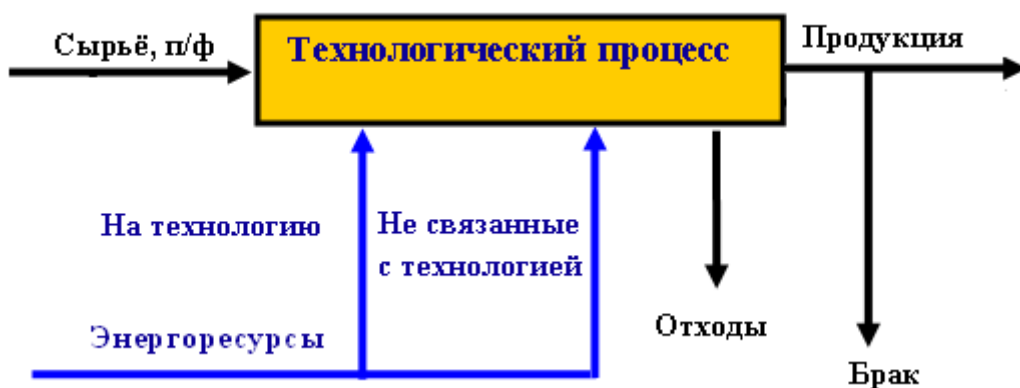 Сырьё, п/ф
Технологический процесс
Продукция
На технологию
Не связанные
с технологией
Энергоресурсы
Отходы
Брак